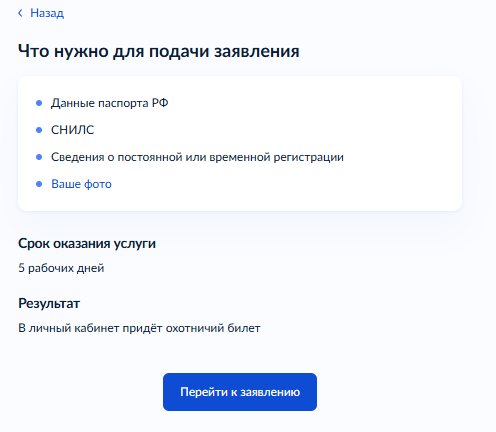 Назад
Что нужно для подачи заявления
Данные паспорта РФ
СНИЛС
Сведения о постоянной или временной регистрации
Ваше фото
Срок оказания услуги
5 рабочих дней
Результат
В личный кабинет придёт охотничий билет
Перейти к заявлению